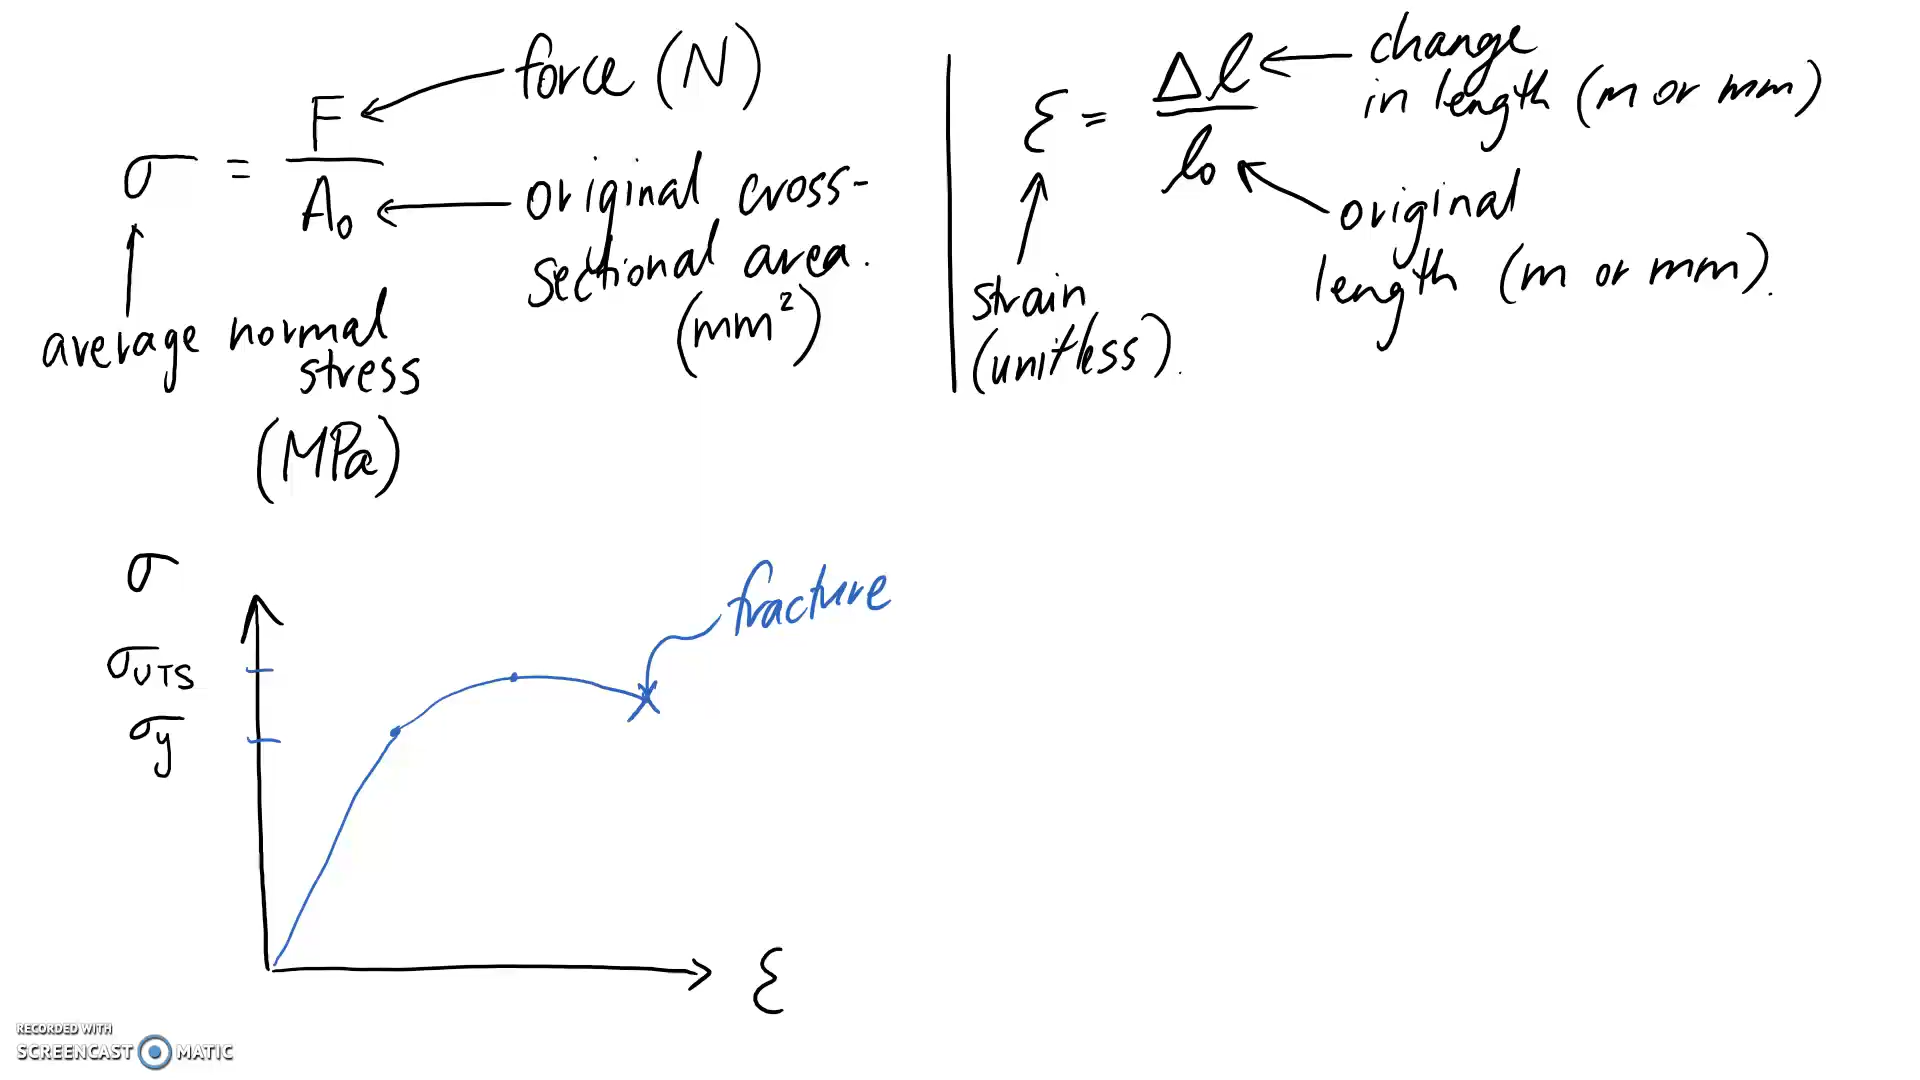 σ = F / A₀
force (N)
original cross-
sectional area.
(mm²)
average normal
stress
(MPa)
ε = Δl / l₀
change
in length (m or mm)
original
length (m or mm).
strain
(unitless).
σ
σUTS
σy
fracture
ε
RECORDED WITH
SCREENCAST MATIC